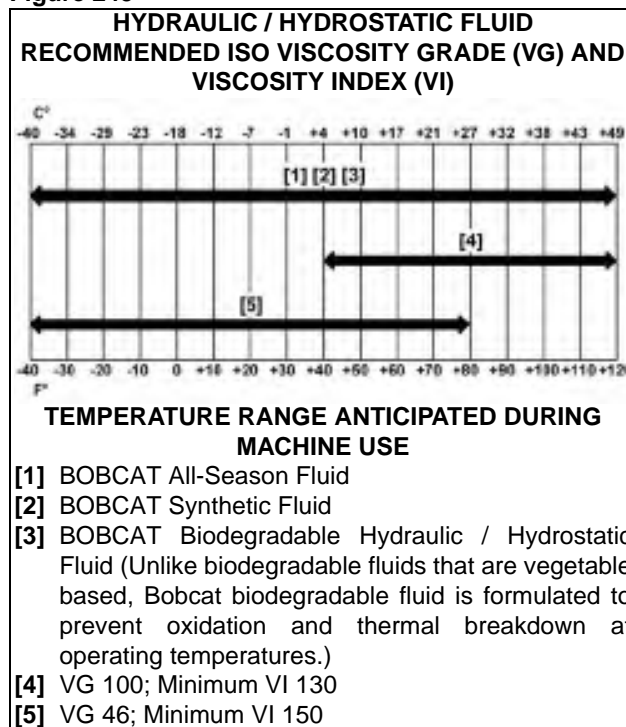 HYDRAULIC / HYDROSTATIC FLUID
RECOMMENDED ISO VISCOSITY GRADE (VG) AND
VISCOSITY INDEX (VI)
C°
-40 -34 -29 -23 -18 -12 -7 -1 +4 +10 +17 +21 +27 +32 +38 +43 +49
[1] [2] [3]
[4]
[5]
-40 -30 -20 -10 0 +10 +20 +30 +40 +50 +60 +70 +80 +90 +100 +110 +120
F°
TEMPERATURE RANGE ANTICIPATED DURING
MACHINE USE
[1] BOBCAT All-Season Fluid
[2] BOBCAT Synthetic Fluid
[3] BOBCAT Biodegradable Hydraulic / Hydrostatic
Fluid (Unlike biodegradable fluids that are vegetable
based, Bobcat biodegradable fluid is formulated to
prevent oxidation and thermal breakdown at
operating temperatures.)
[4] VG 100; Minimum VI 130
[5] VG 46; Minimum VI 150